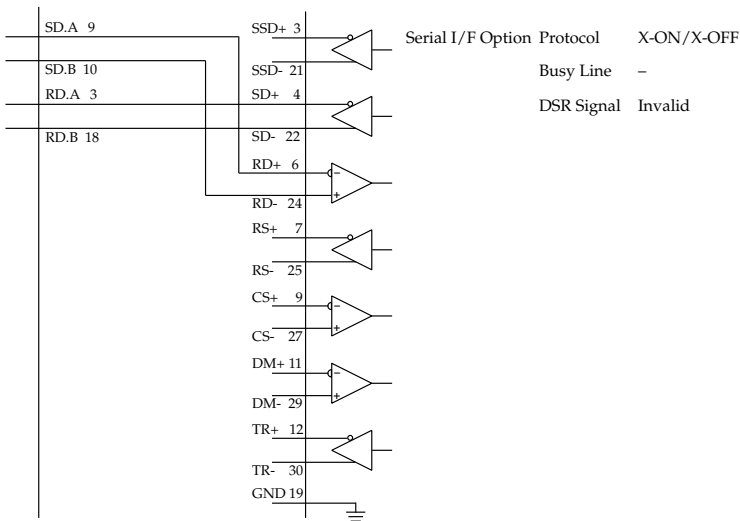 SD.A 9
SD.B 10
RD.A 3
RD.B 18
SSD+ 3
SSD- 21
SD+ 4
SD- 22
RD+ 6
RD- 24
RS+ 7
RS- 25
CS+ 9
CS- 27
DM+ 11
DM- 29
TR+ 12
TR- 30
GND 19
Serial I/F Option Protocol X-ON/X-OFF
Busy Line –
DSR Signal Invalid